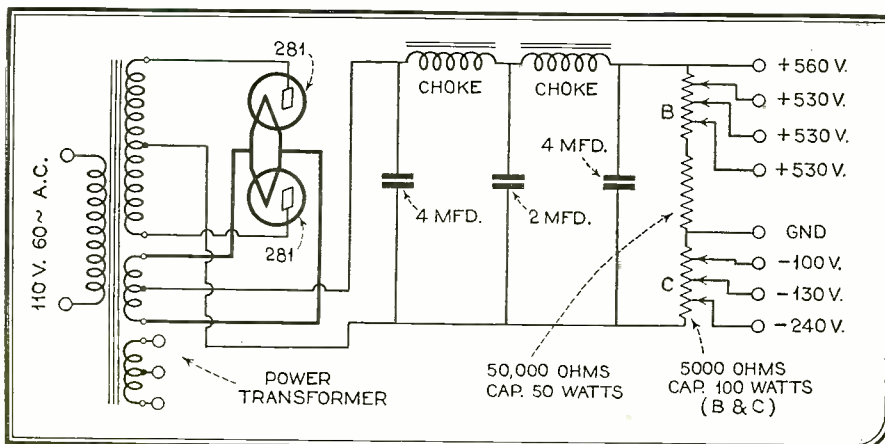 110 V. 60~ A.C.
281
281
POWER
TRANSFORMER
CHOKE
CHOKE
4 MFD.
2 MFD.
4 MFD.
B
C
+560 V.
+530 V.
+530 V.
+530 V.
GND
-100 V.
-130 V.
-240 V.
50,000 OHMS
CAP. 50 WATTS
5000 OHMS
CAP. 100 WATTS
(B & C)